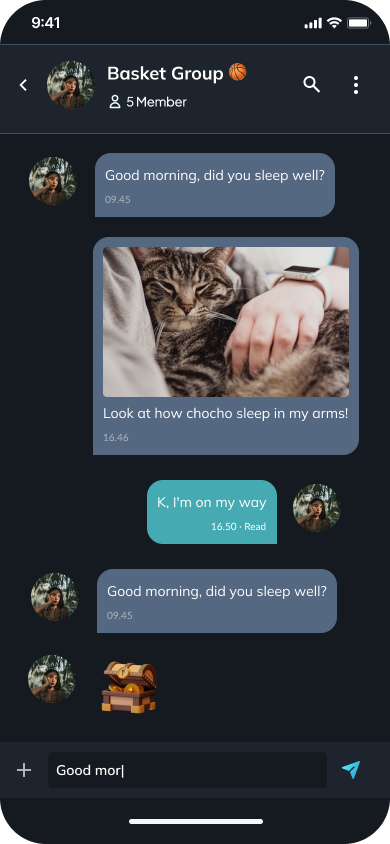 9:41
Basket Group 🏀
5 Member
Good morning, did you sleep well?
09.45
Look at how chocho sleep in my arms!
16.46
K, I'm on my way
16.50 · Read
Good morning, did you sleep well?
09.45
Good mor|